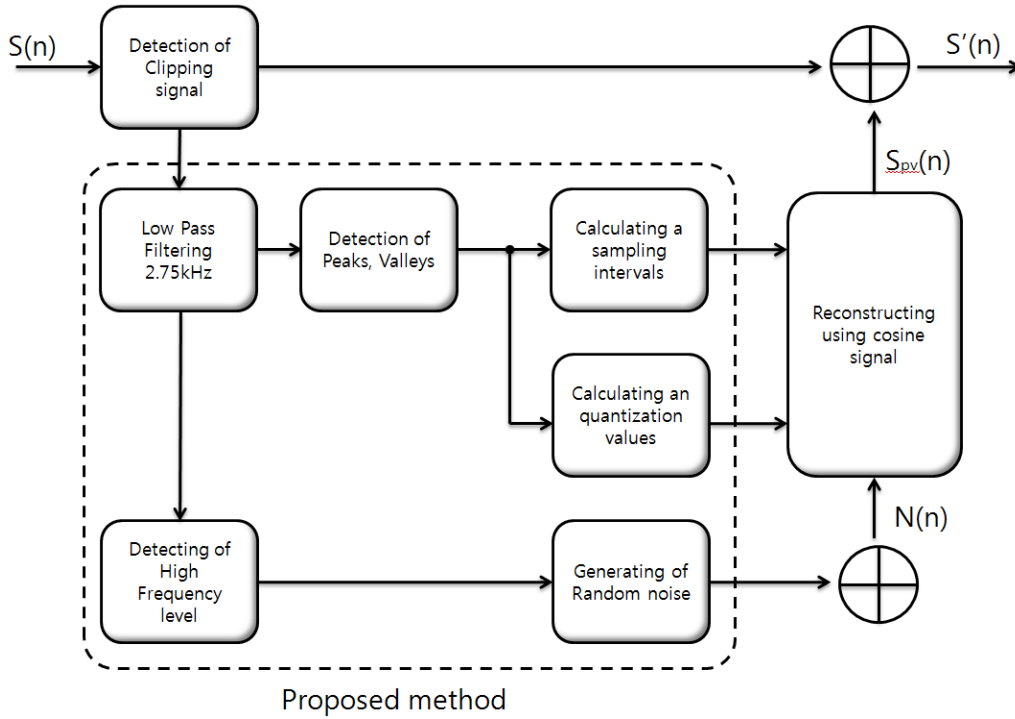 S(n)
Detection of
Clipping
signal
S’(n)
Spv(n)
Low Pass
Filtering
2.75kHz
Detection of
Peaks, Valleys
Calculating a
sampling
intervals
Reconstructing
using cosine
signal
Calculating an
quantization
values
N(n)
Detecting of
High
Frequency
level
Generating of
Random noise
Proposed method